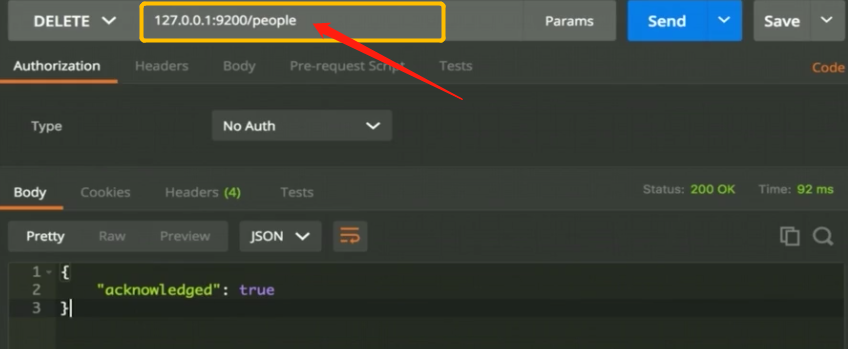 DELETE 127.0.0.1:9200/people Params Send Save
Authorization Headers Body Pre-request Script Tests Code
Type No Auth
Body Cookies Headers (4) Tests Status: 200 OK Time: 92 ms
Pretty Raw Preview JSON
1 {
2 "acknowledged": true
3 }